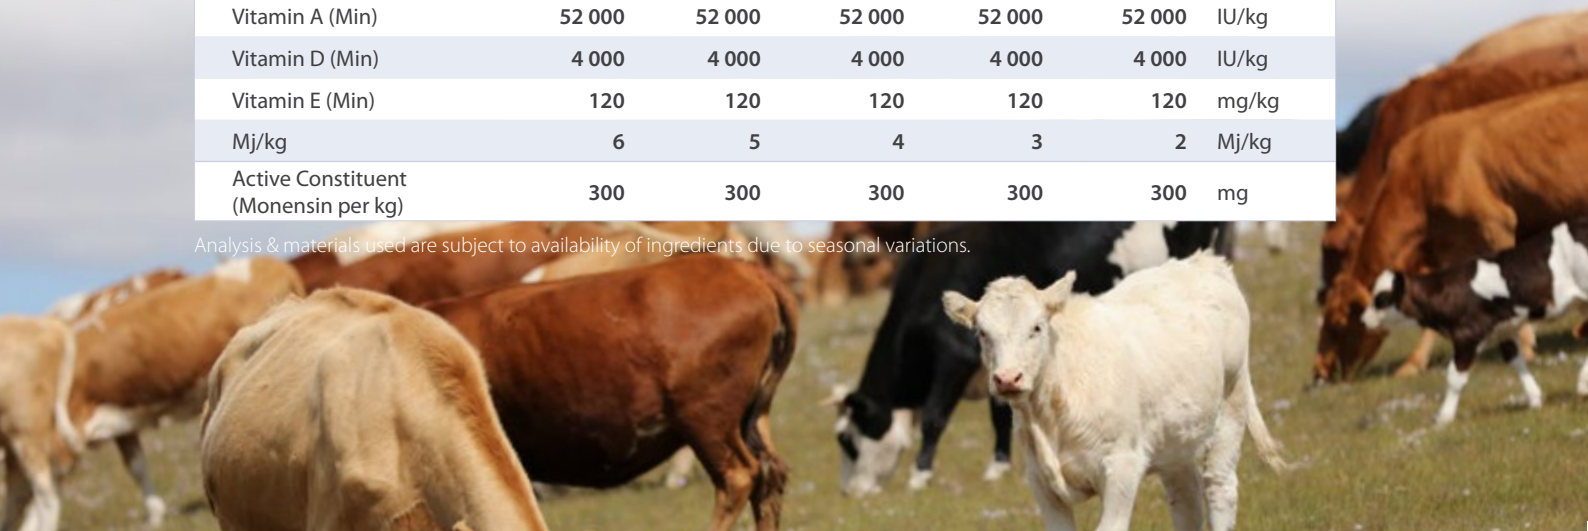 Vitamin A (Min) 52 000 52 000 52 000 52 000 52 000 IU/kg
Vitamin D (Min) 4 000 4 000 4 000 4 000 4 000 IU/kg
Vitamin E (Min) 120 120 120 120 120 mg/kg
Mj/kg 6 5 4 3 2 Mj/kg
Active Constituent
(Monensin per kg) 300 300 300 300 300 mg
Analysis & materials used are subject to availability of ingredients due to seasonal variations.